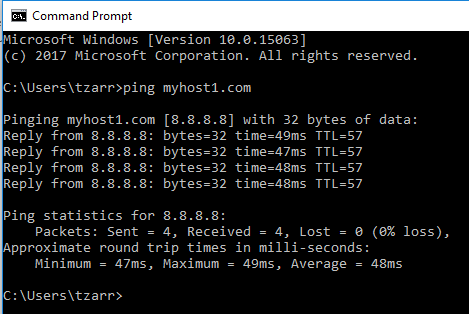 Command Prompt
Microsoft Windows [Version 10.0.15063]
(c) 2017 Microsoft Corporation. All rights reserved.
C:\Users\tzarr>ping myhost1.com
Pinging myhost1.com [8.8.8.8] with 32 bytes of data:
Reply from 8.8.8.8: bytes=32 time=49ms TTL=57
Reply from 8.8.8.8: bytes=32 time=47ms TTL=57
Reply from 8.8.8.8: bytes=32 time=48ms TTL=57
Reply from 8.8.8.8: bytes=32 time=48ms TTL=57
Ping statistics for 8.8.8.8:
Packets: Sent = 4, Received = 4, Lost = 0 (0% loss),
Approximate round trip times in milli-seconds:
Minimum = 47ms, Maximum = 49ms, Average = 48ms
C:\Users\tzarr>